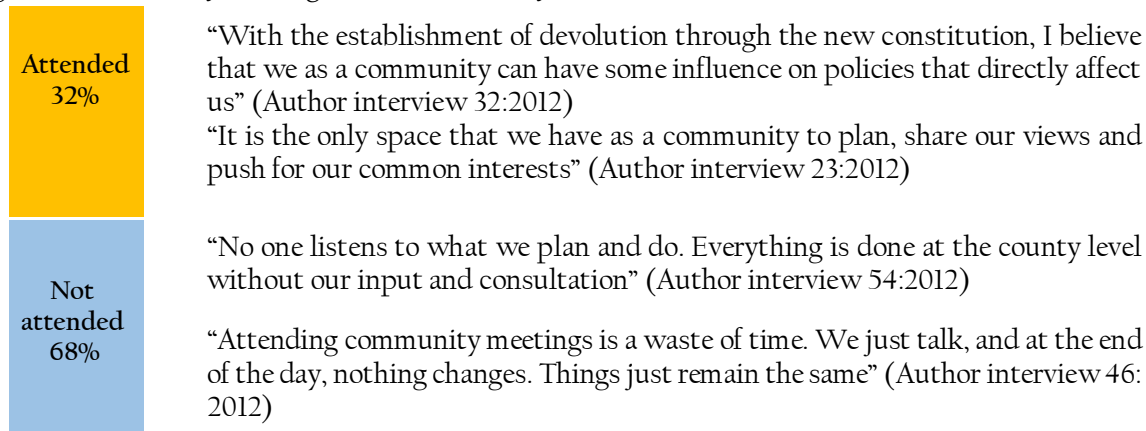 Attended
32%
“With the establishment of devolution through the new constitution, I believe
that we as a community can have some influence on policies that directly affect
us” (Author interview 32:2012)
“It is the only space that we have as a community to plan, share our views and
push for our common interests” (Author interview 23:2012)
Not
attended
68%
“No one listens to what we plan and do. Everything is done at the county level
without our input and consultation” (Author interview 54:2012)
“Attending community meetings is a waste of time. We just talk, and at the end
of the day, nothing changes. Things just remain the same” (Author interview 46:
2012)